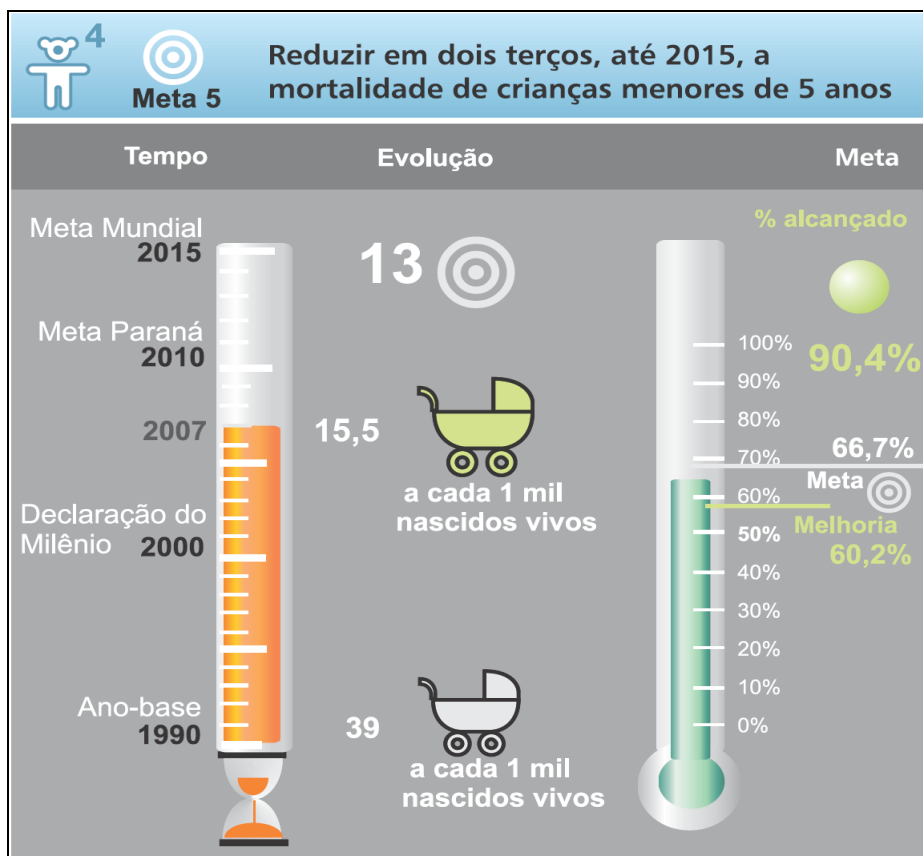 4
Meta 5
Reduzir em dois terços, até 2015, a
mortalidade de crianças menores de 5 anos
Tempo
Evolução
Meta
Meta Mundial
2015
Meta Paraná
2010
2007
Declaração do
Milênio 2000
Ano-base
1990
13
15,5
a cada 1 mil
nascidos vivos
39
a cada 1 mil
nascidos vivos
% alcançado
90,4%
100%
90%
80%
70%
60%
50%
40%
30%
20%
10%
0%
66,7%
Meta
Melhoria
60,2%